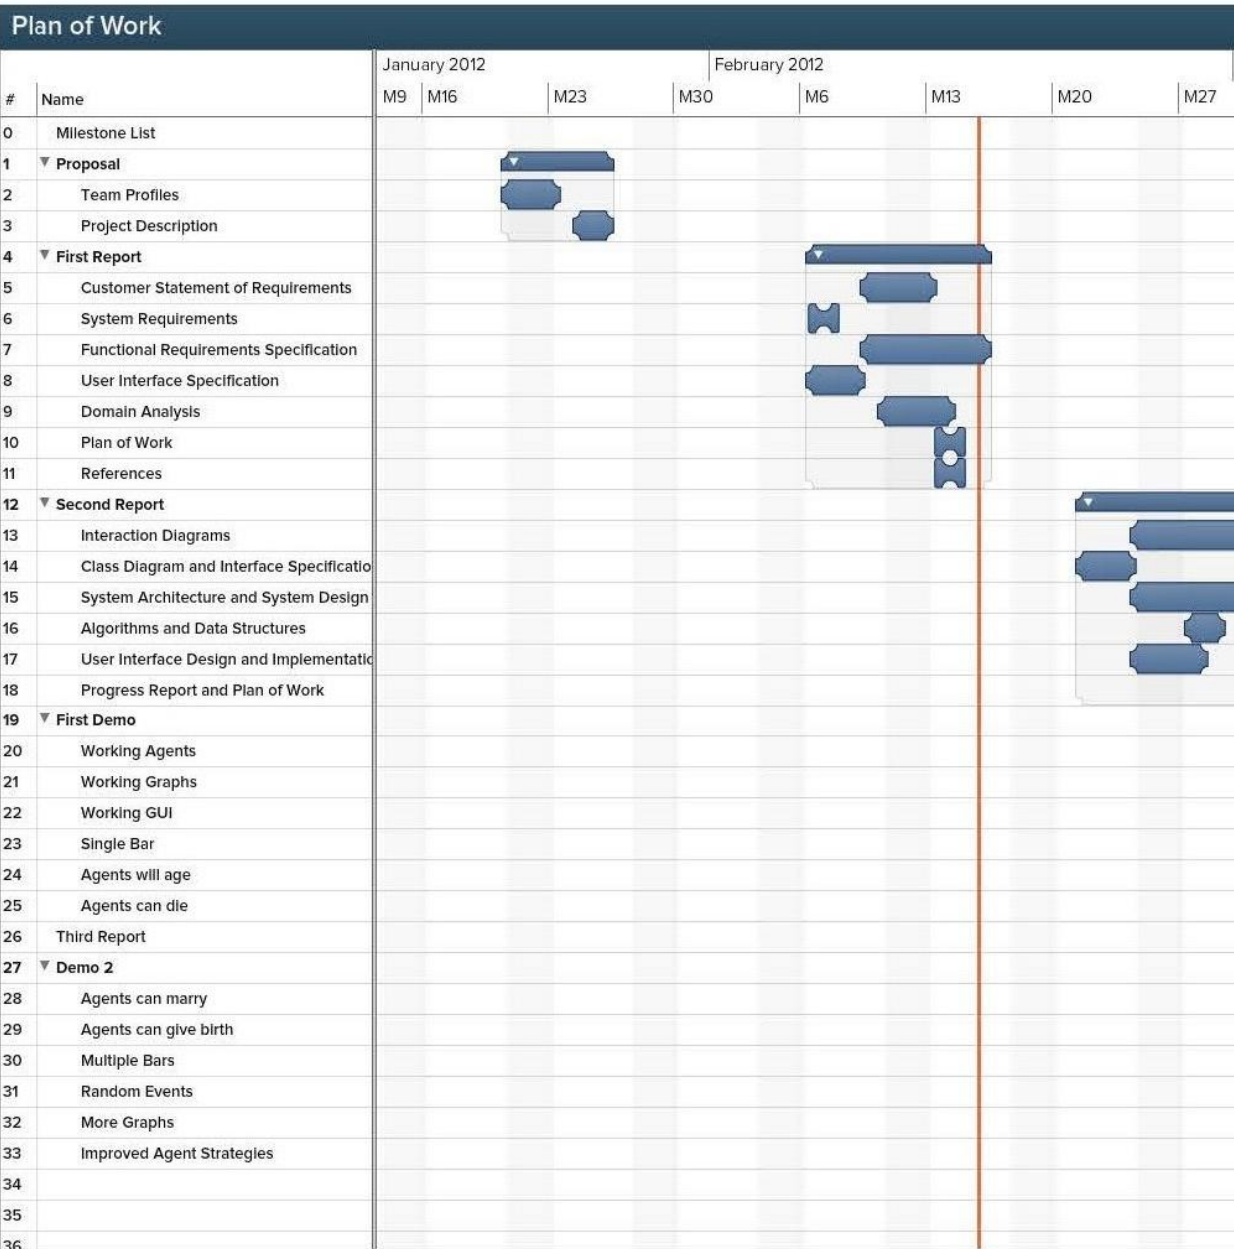 Plan of Work
January 2012 February 2012
# Name M9 M16 M23 M30 M6 M13 M20 M27
0 Milestone List
1 Proposal
2 Team Profiles
3 Project Description
4 First Report
5 Customer Statement of Requirements
6 System Requirements
7 Functional Requirements Specification
8 User Interface Specification
9 Domain Analysis
10 Plan of Work
11 References
12 Second Report
13 Interaction Diagrams
14 Class Diagram and Interface Specificatio
15 System Architecture and System Design
16 Algorithms and Data Structures
17 User Interface Design and Implementatic
18 Progress Report and Plan of Work
19 First Demo
20 Working Agents
21 Working Graphs
22 Working GUI
23 Single Bar
24 Agents will age
25 Agents can die
26 Third Report
27 Demo 2
28 Agents can marry
29 Agents can give birth
30 Multiple Bars
31 Random Events
32 More Graphs
33 Improved Agent Strategies
34
35
36